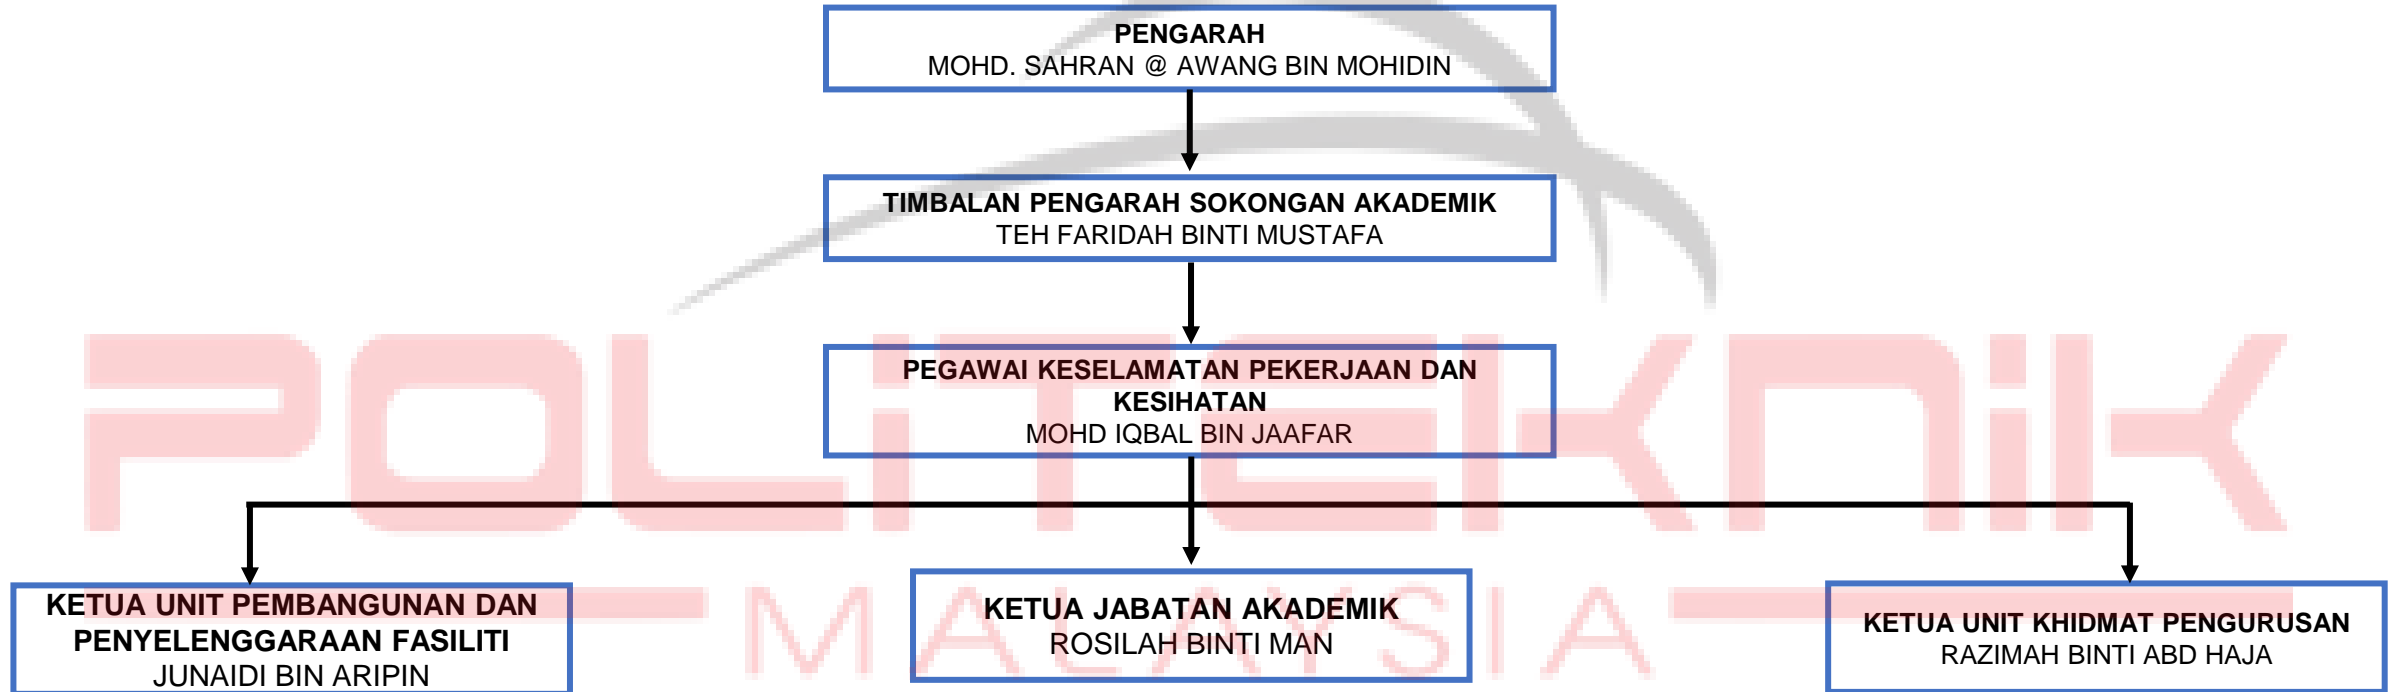 PENGARAH
MOHD. SAHRAN @ AWANG BIN MOHIDIN
TIMBALAN PENGARAH SOKONGAN AKADEMIK
TEH FARIDAH BINTI MUSTAFA
PEGAWAI KESELAMATAN PEKERJAAN DAN
KESIHATAN
MOHD IQBAL BIN JAAFAR
POLiTEKNiK
MALAYSIA
KETUA UNIT PEMBANGUNAN DAN
PENYELENGGARAAN FASILITI
JUNAIDI BIN ARIPIN
KETUA JABATAN AKADEMIK
ROSILAH BINTI MAN
KETUA UNIT KHIDMAT PENGURUSAN
RAZIMAH BINTI ABD HAJA